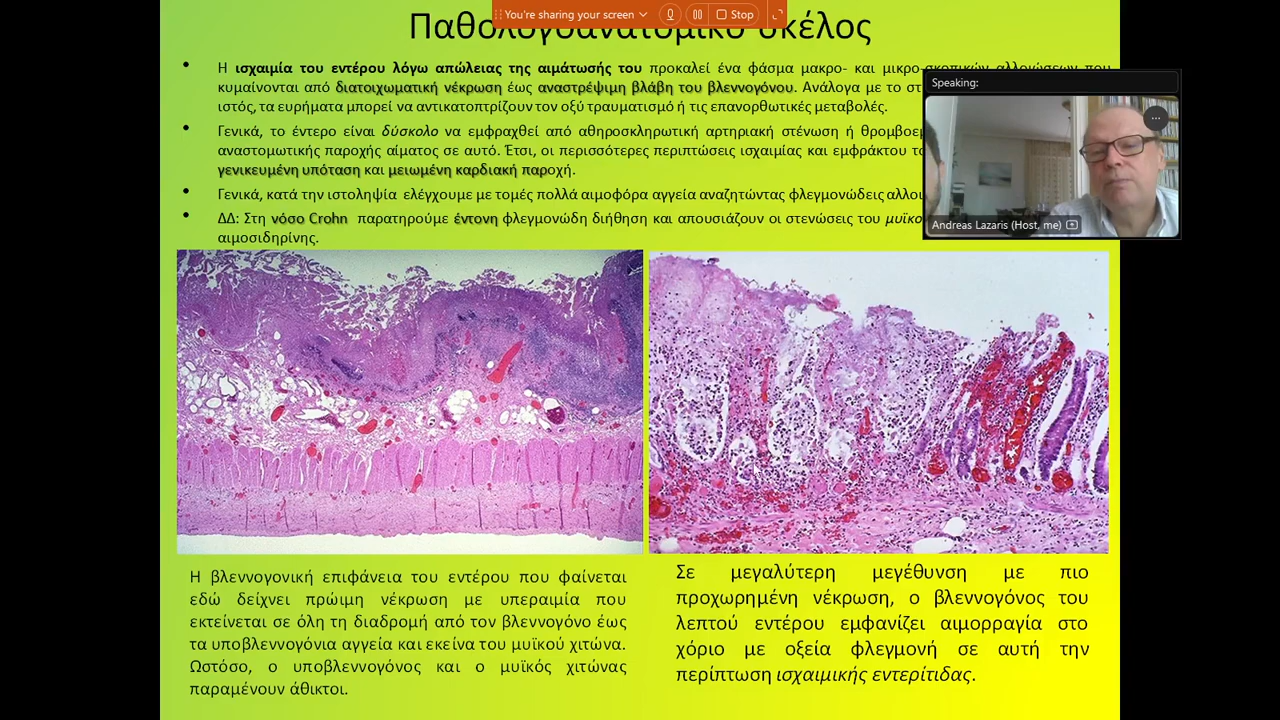 Παθολογοανατομικό σκέλος
You're sharing your screen
Stop
• Η ισχαιμία του εντέρου λόγω απώλειας της αιμάτωσής του προκαλεί ένα φάσμα μακρο- και μικρο-σκοπικών αλλοιώσεων που
κυμαίνονται από διατοιχωματική νέκρωση έως αναστρέψιμη βλάβη του βλεννογόνου. Ανάλογα με το
ιστός, τα ευρήματα μπορεί να αντικατοπτρίζουν τον οξύ τραυματισμό ή τις επανορθωτικές μεταβολές.
• Γενικά, το έντερο είναι δύσκολο να εμφραχθεί από αθηροσκληρωτική αρτηριακή στένωση ή
αναστομωτικής παροχής αίματος σε αυτό. Έτσι, οι περισσότερες περιπτώσεις ισχαιμίας και εμφράκτου
γενικευμένη υπόταση και μειωμένη καρδιακή παροχή.
• Γενικά, κατά την ιστοληψία ελέγχουμε με τομές πολλά αιμοφόρα αγγεία αναζητώντας φλεγμονώδεις
• ΔΔ: Στη νόσο Crohn παρατηρούμε έντονη φλεγμονώδη διήθηση και απουσιάζουν οι στενώσεις του
αιμοσιδηρίνης.
Speaking:
Andreas Lazaris (Host, me)
Η βλεννογονική επιφάνεια του εντέρου που φαίνεται
εδώ δείχνει πρώιμη νέκρωση με υπεραιμία που
εκτείνεται σε όλη τη διαδρομή από τον βλεννογόνο έως
τα υποβλεννογόνια αγγεία και εκείνα του μυϊκού χιτώνα.
Ωστόσο, ο υποβλεννογόνος και ο μυϊκός χιτώνας
παραμένουν άθικτοι.
Σε μεγαλύτερη μεγέθυνση με πιο
προχωρημένη νέκρωση, ο βλεννογόνος του
λεπτού εντέρου εμφανίζει αιμορραγία στο
χόριο με οξεία φλεγμονή σε αυτή την
περίπτωση ισχαιμικής εντερίτιδας.